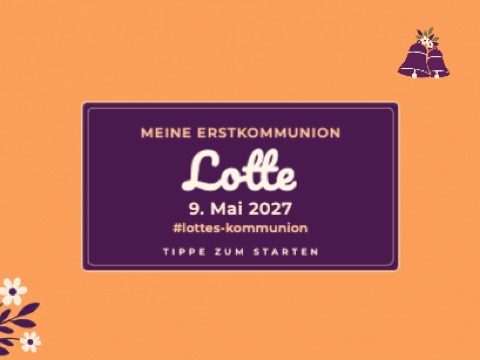 MEINE ERSTKOMMUNION
Lotte
9. Mai 2027
#lottes-kommunion
TIPPE ZUM STARTEN